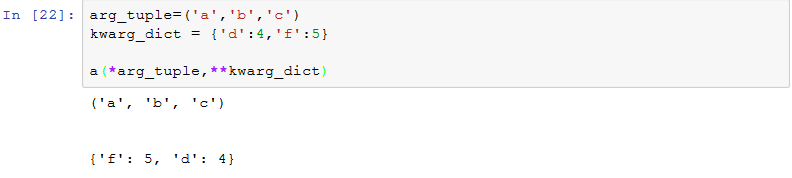 In [22]: arg_tuple=('a','b','c')
kwarg_dict = {'d':4,'f':5}
a(*arg_tuple,**kwarg_dict)
('a', 'b', 'c')
{'f': 5, 'd': 4}